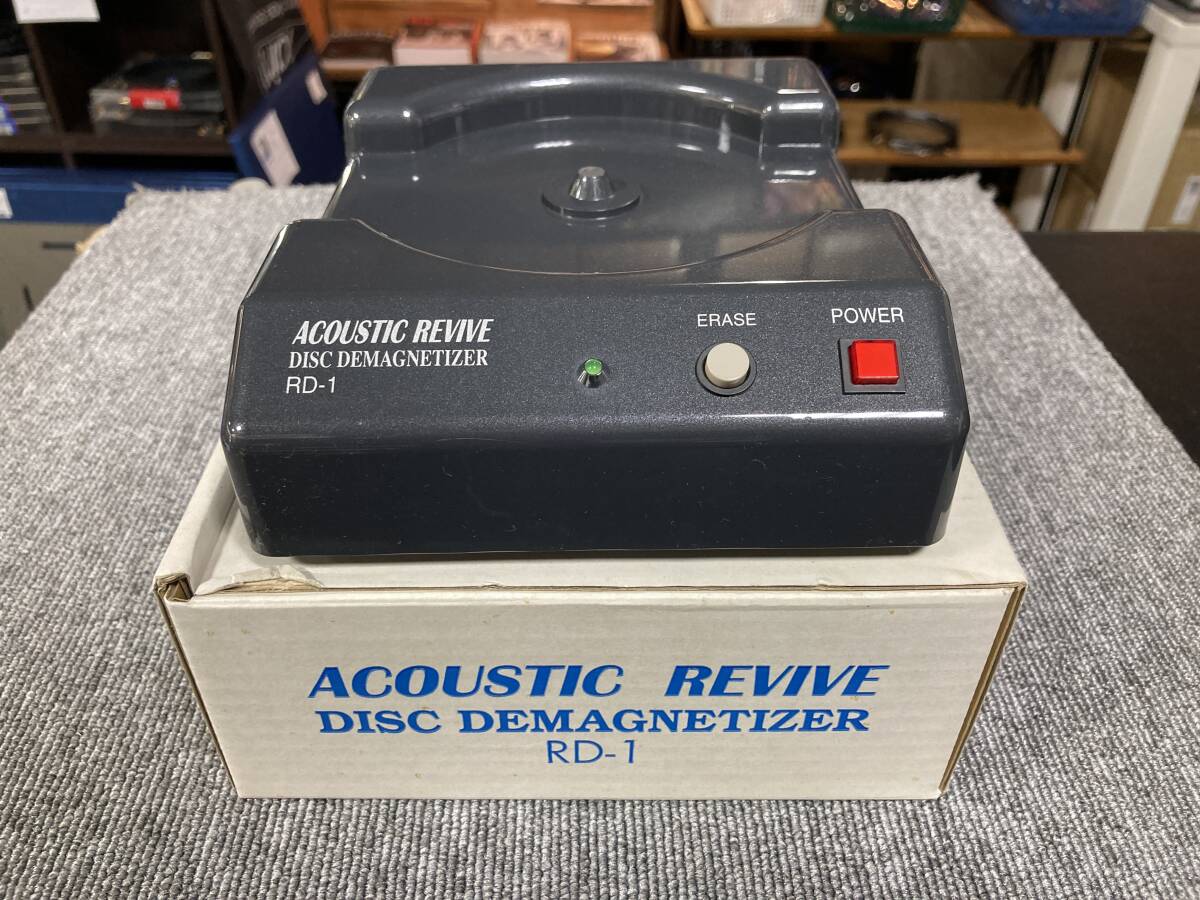 ACOUSTIC REVIVE
DISC DEMAGNETIZER
RD-1
ERASE
POWER
ACOUSTIC REVIVE
DISC DEMAGNETIZER
RD-1